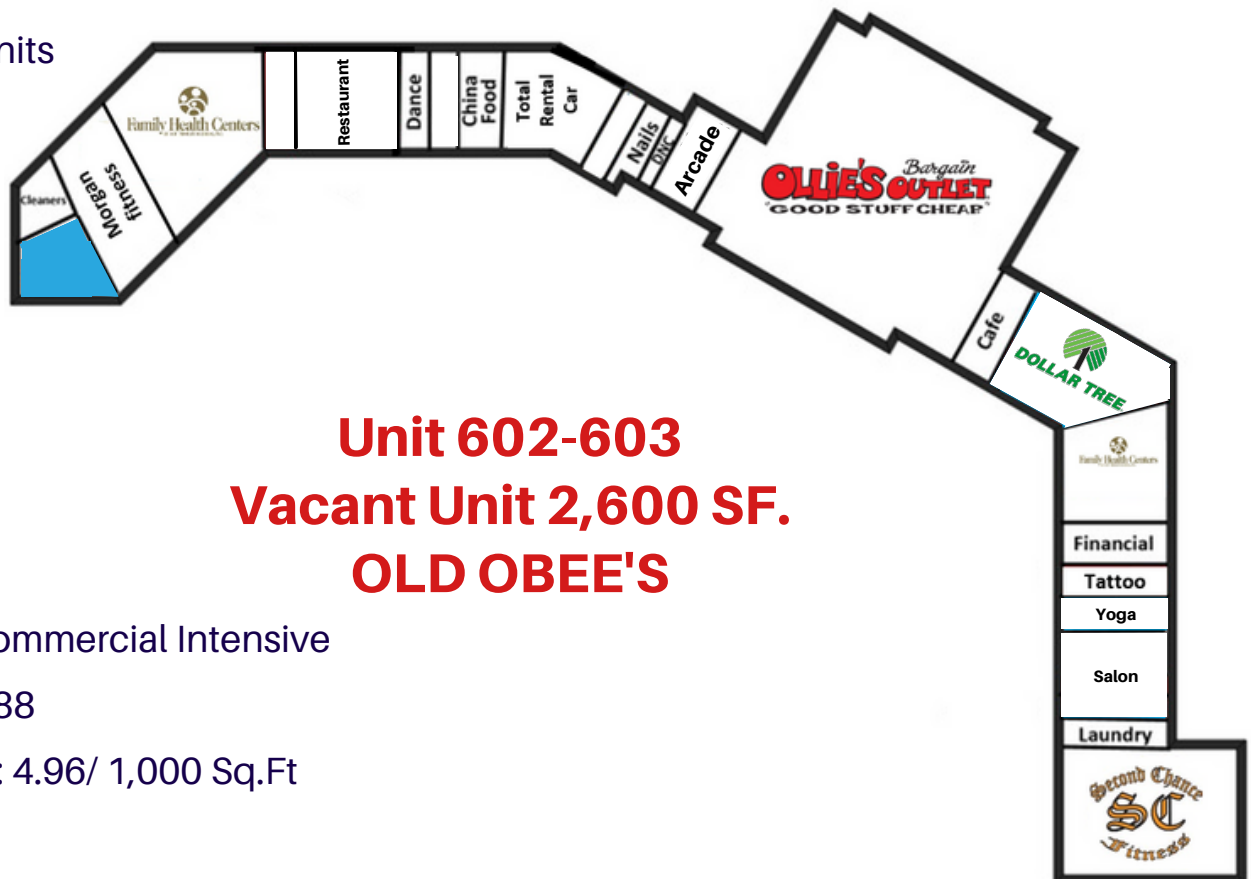 nits
Family Health Centers
Restaurant
Dance
China
Food
Total
Rental
Car
Nails
DNC
Arcade
Cleaners
Morgan
fitness
OLLIE'S Bargain
OUTLET
GOOD STUFF CHEAP
Cafe
DOLLAR TREE
Family Health Centers
Unit 602-603
Vacant Unit 2,600 SF.
OLD OBEE'S
Financial
Tattoo
Yoga
Salon
Laundry
Second Chance
SC
Fitness
ommercial Intensive
88
: 4.96/ 1,000 Sq.Ft